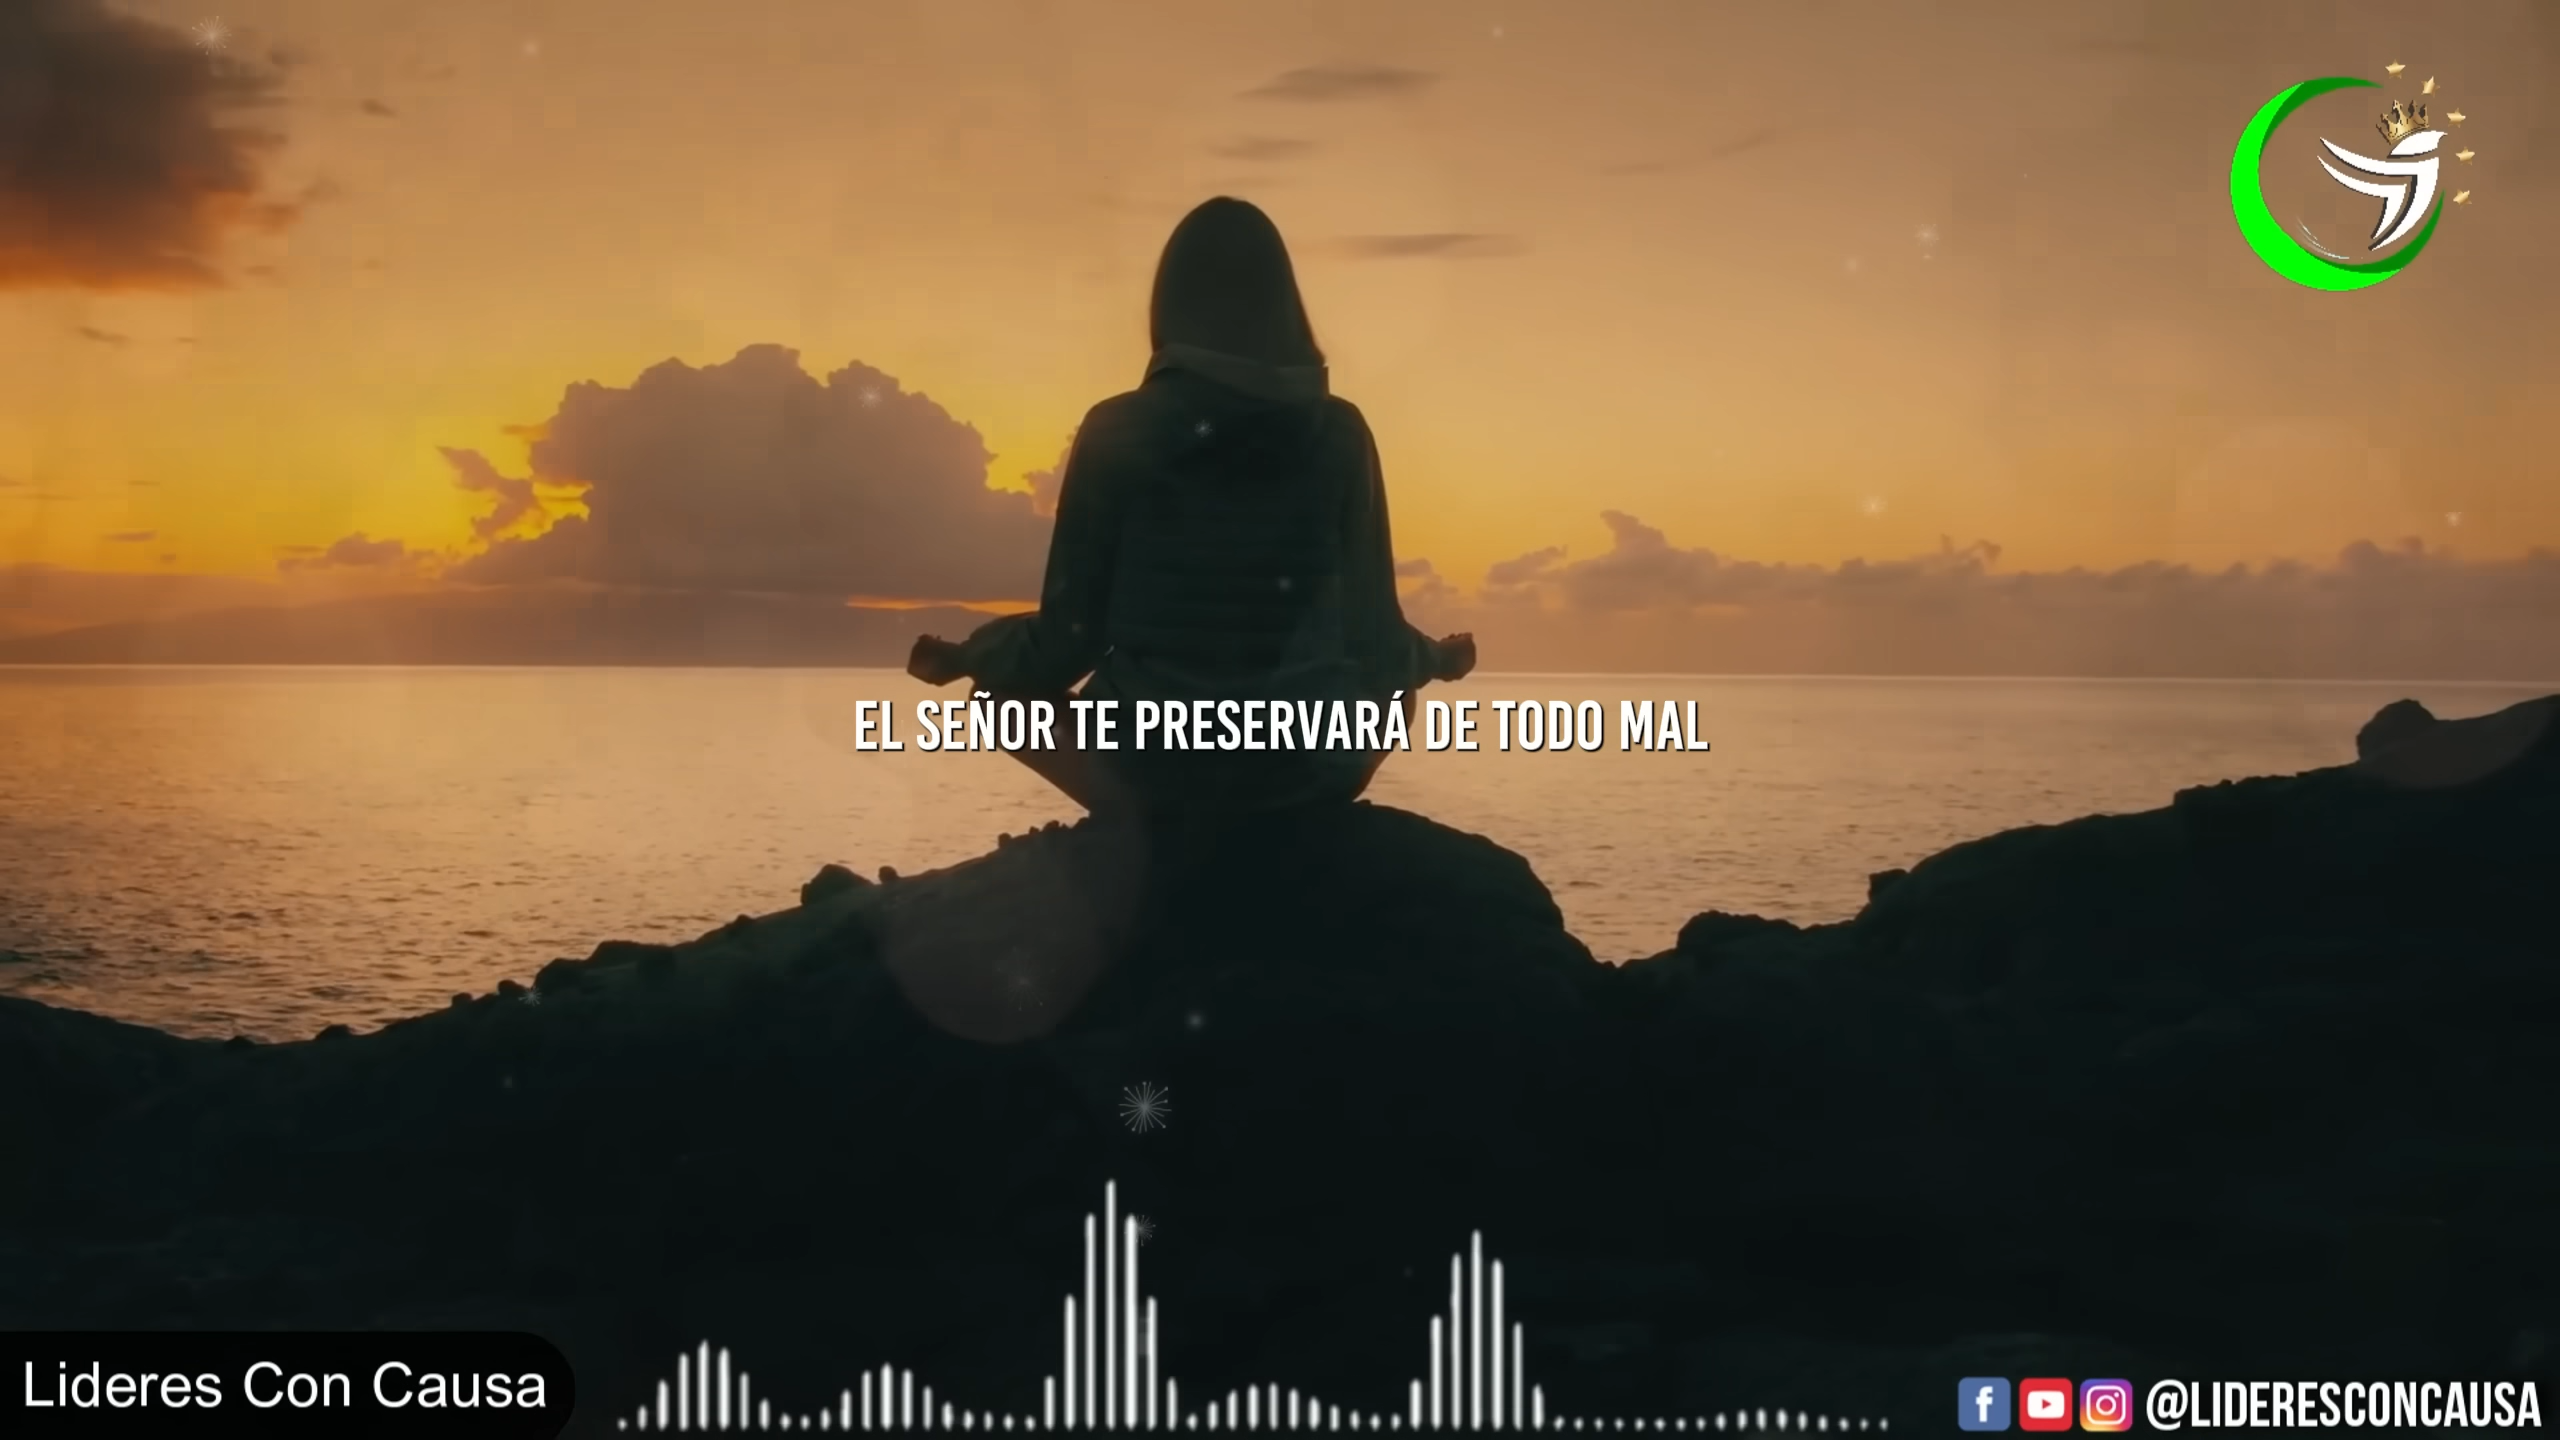 EL SEÑOR TE PRESERVARÁ DE TODO MAL
Lideres Con Causa
@LIDERESCONCAUSA